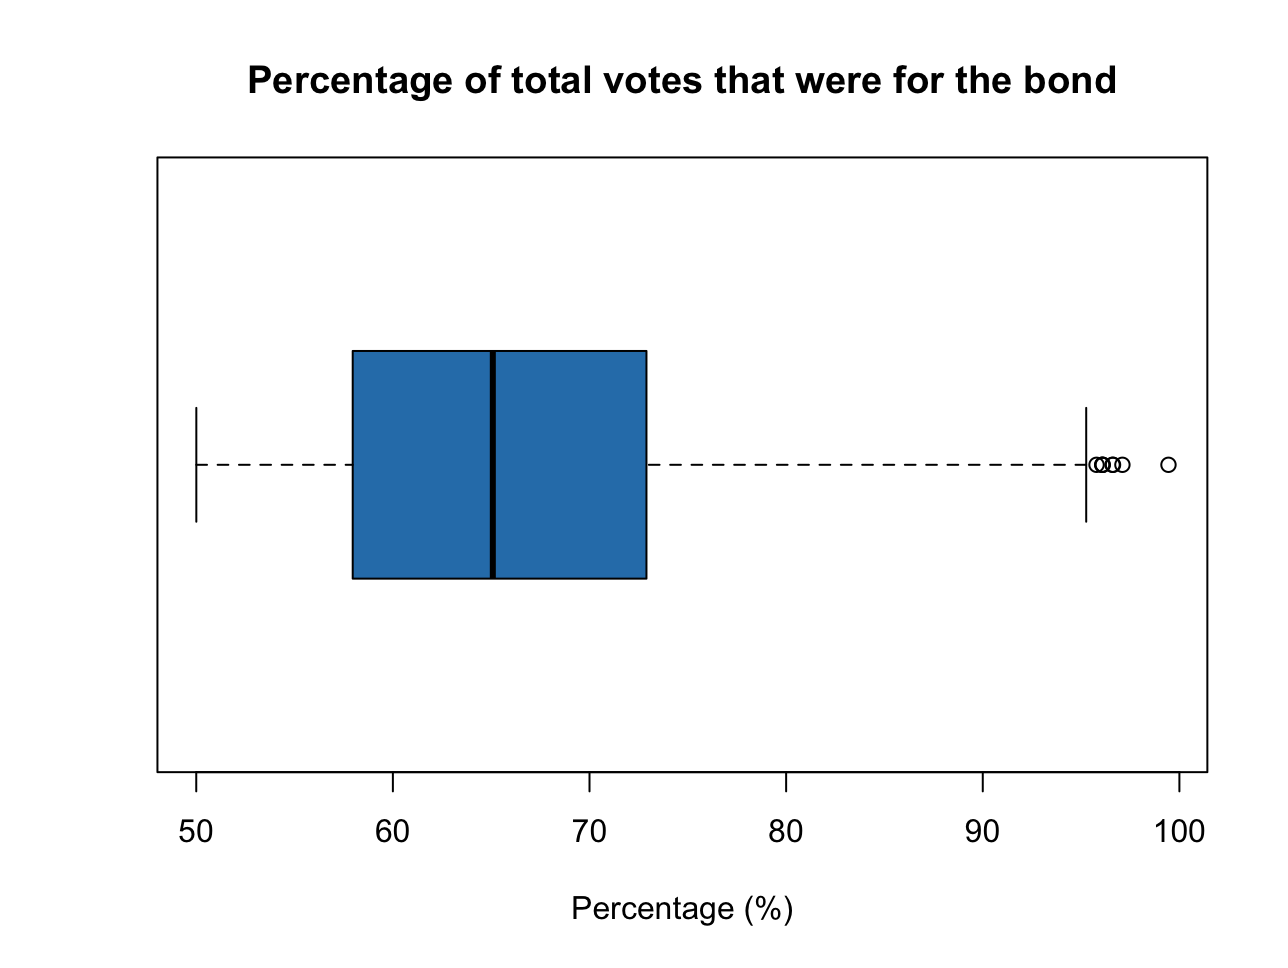 Percentage of total votes that were for the bond
50 60 70 80 90 100
Percentage (%)